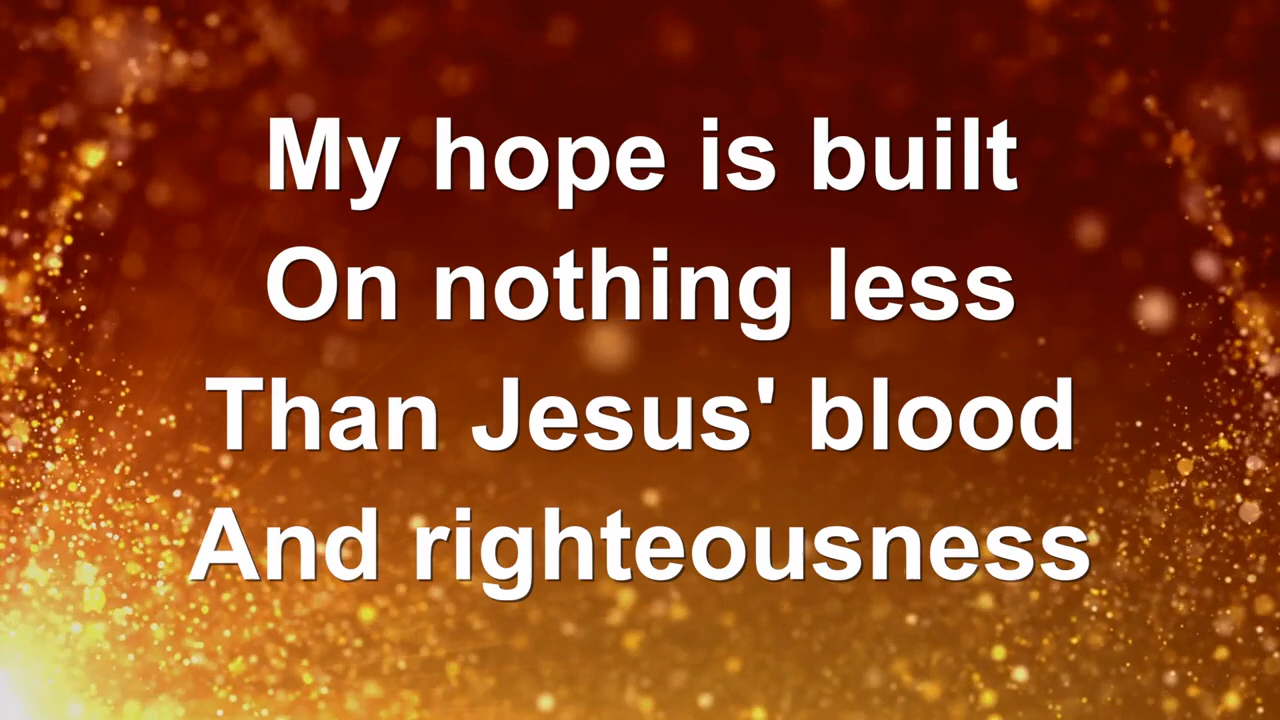 My hope is built
On nothing less
Than Jesus' blood
And righteousness